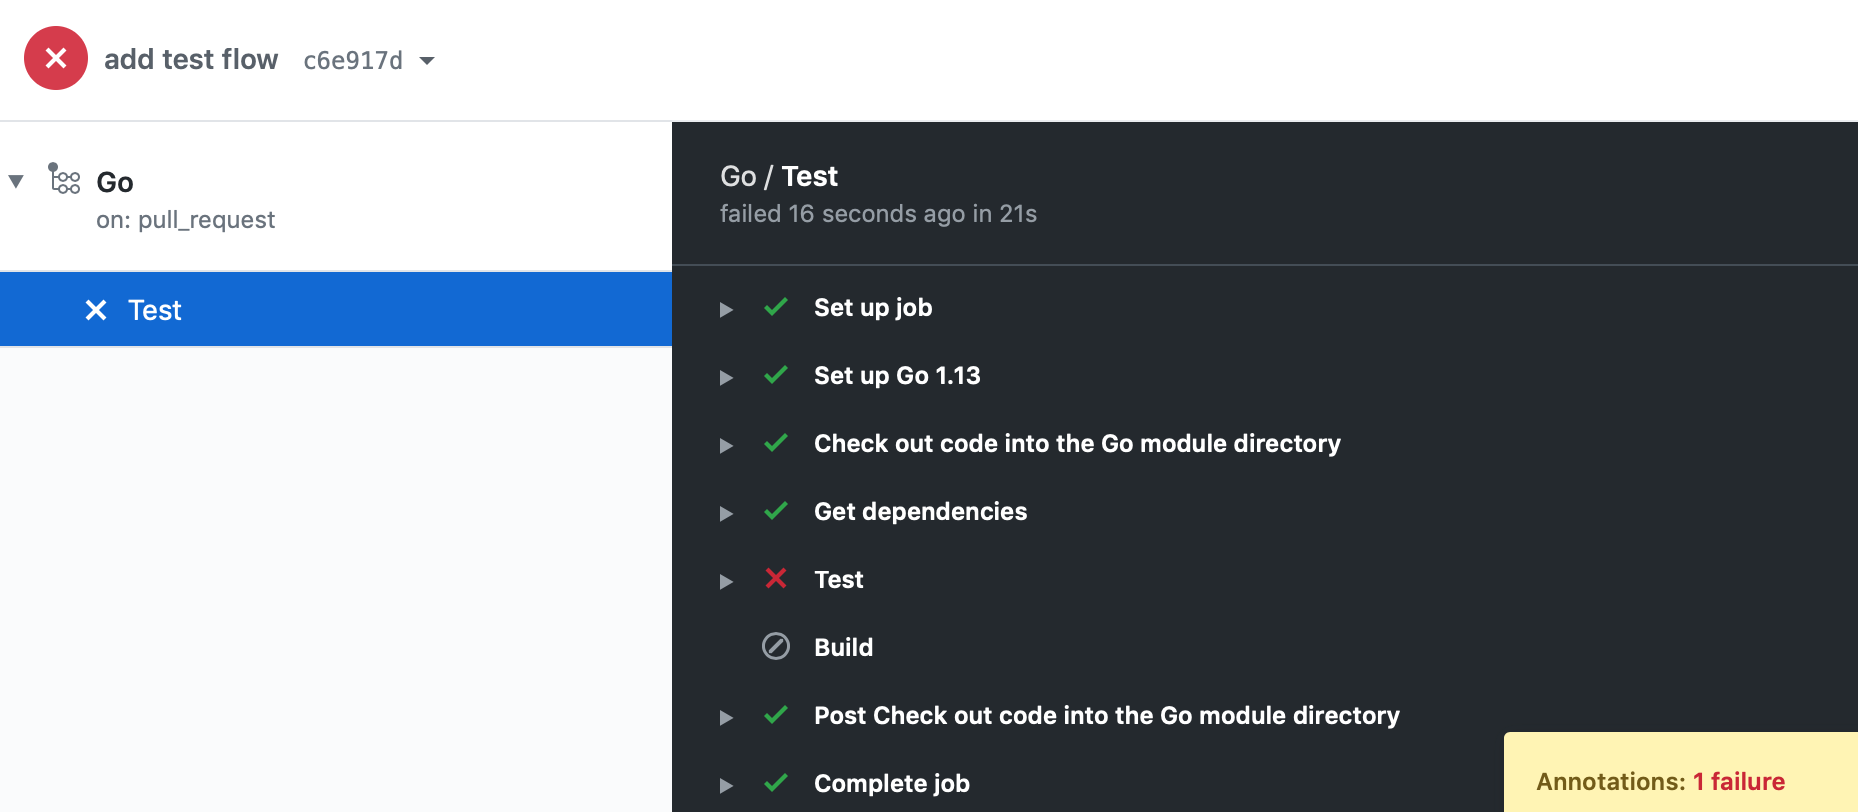 add test flow c6e917d
Go
on: pull_request
Test
Go / Test
failed 16 seconds ago in 21s
Set up job
Set up Go 1.13
Check out code into the Go module directory
Get dependencies
Test
Build
Post Check out code into the Go module directory
Complete job
Annotations: 1 failure